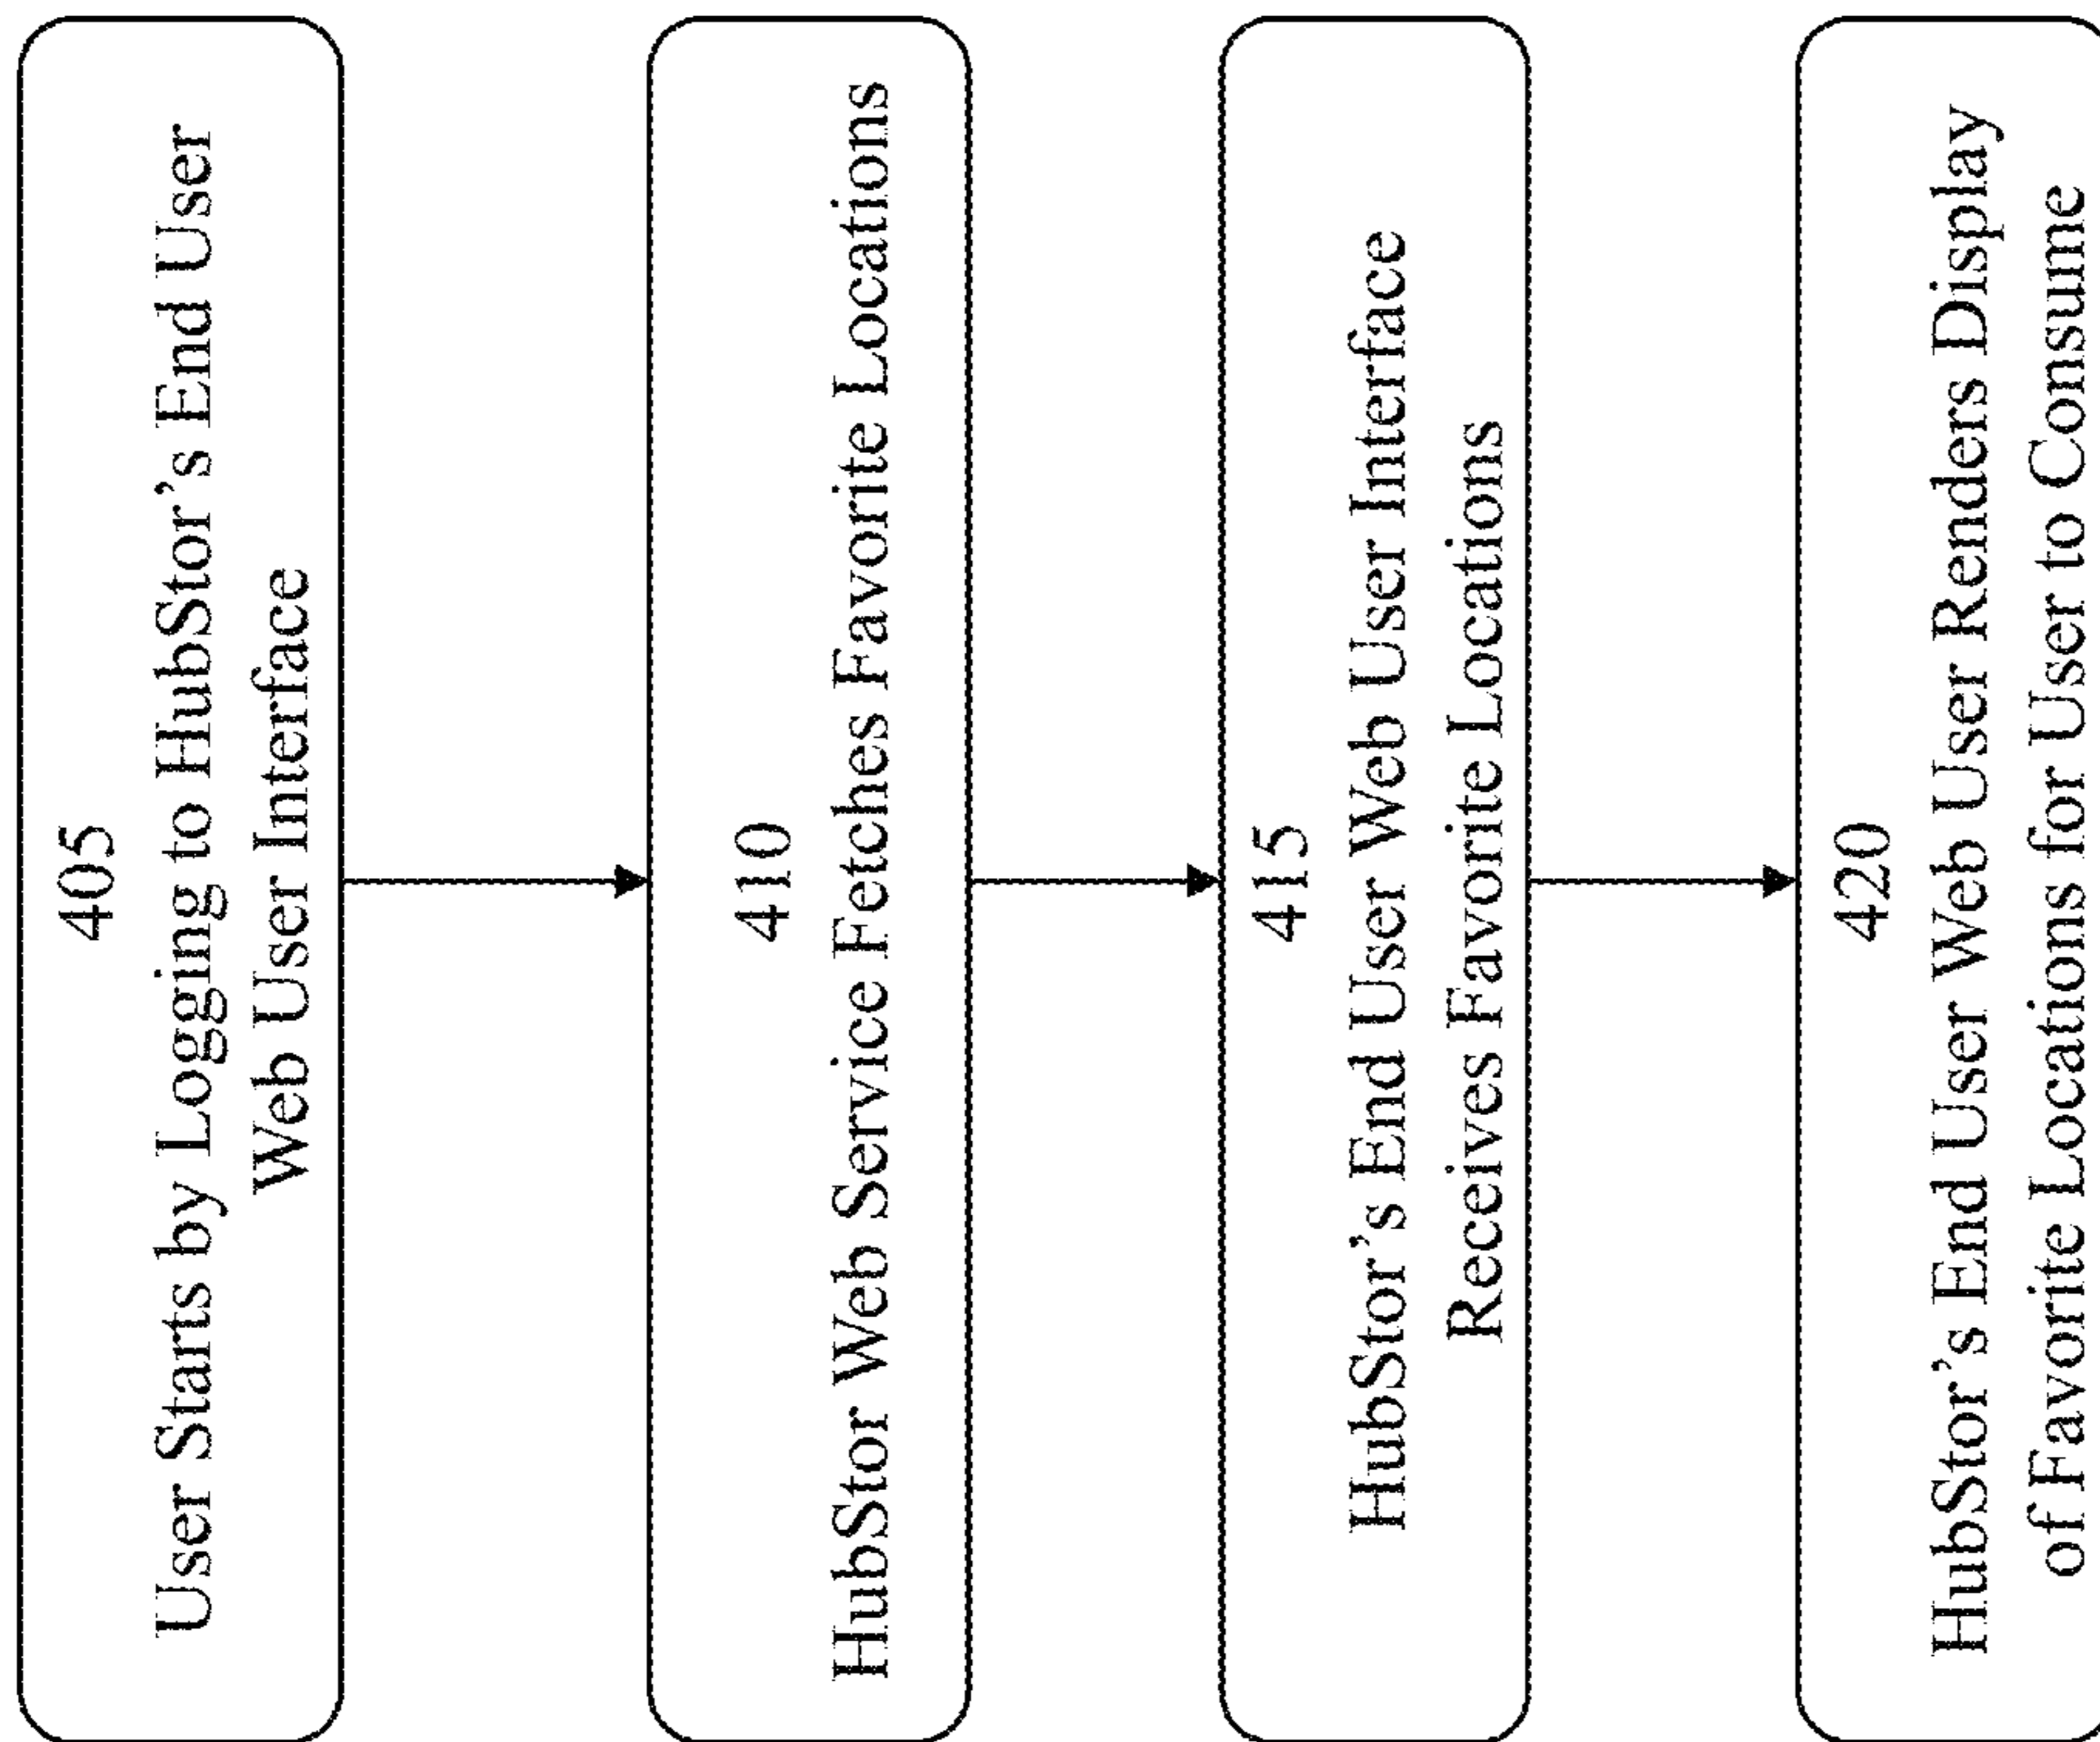 405
User Starts by Logging to HubStor's End User
Web User Interface
410
HubStor Web Service Fetches Favorite Locations
415
HubStor's End User Web User Interface
Receives Favorite Locations
420
HubStor's End User Web User Renders Display
of Favorite Locations for User to Consume